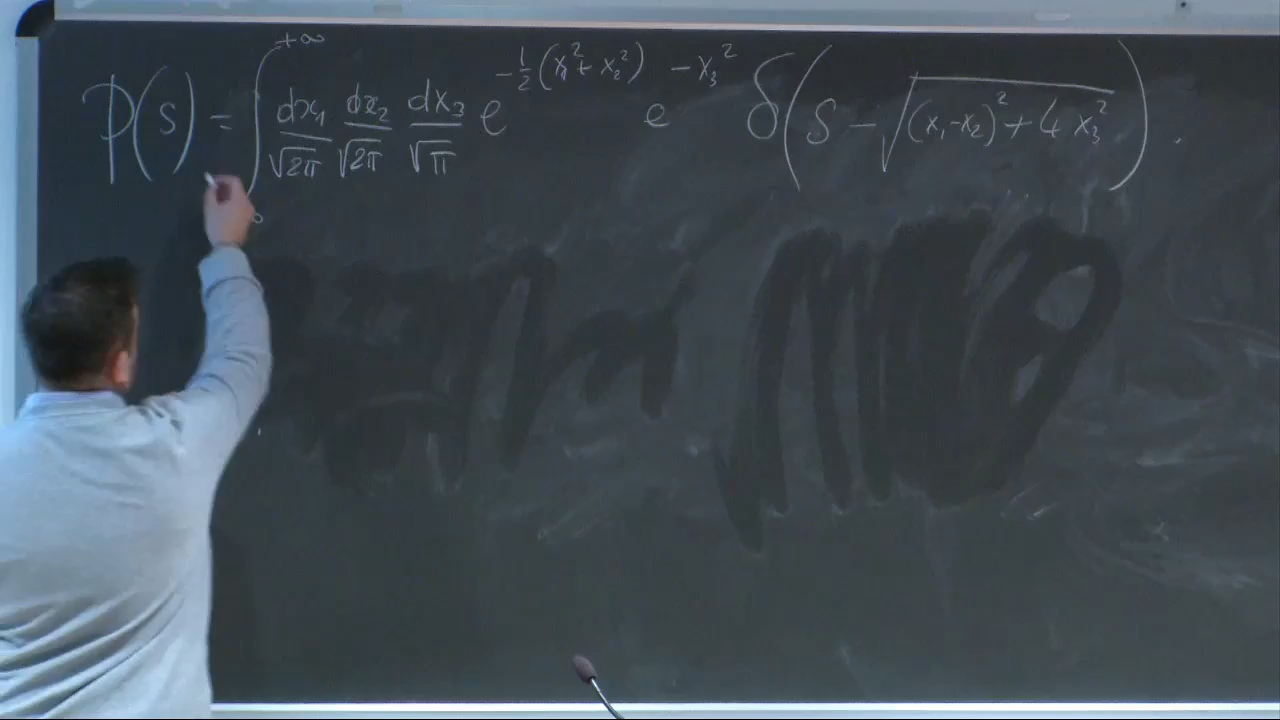 p(s) = ∫^{+∞} dx₁/√2π dx₂/√2π dx₃/√π e^{-½(x₁²+x₂²)} e^{-x₃²} δ(s - √((x₁-x₂)² + 4x₃²)).